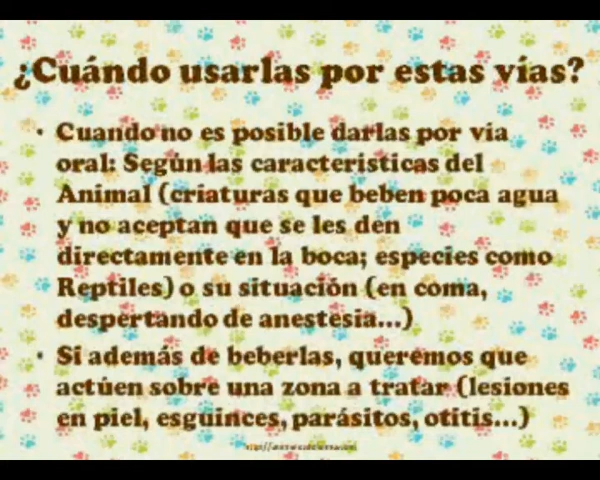 ¿Cuándo usarlas por estas vías?
• Cuando no es posible darlas por via
oral: Según las caracteristicas del
Animal (criaturas que beben poca agua
y no aceptan que se les den
directamente en la boca; especies como
Reptiles) o su situación (en coma,
despertando de anestesia...)
• Si además de beberlas, queremos que
actúen sobre una zona a tratar (lesiones
en piel, esguinces, parásitos, otitis...)